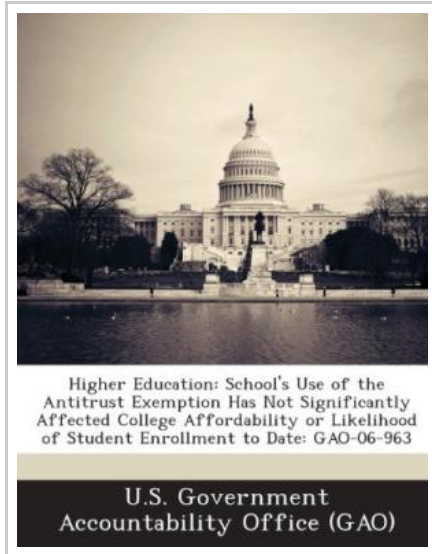 Higher Education: School's Use of the
Antitrust Exemption Has Not Significantly
Affected College Affordability or Likelihood
of Student Enrollment to Date: GAO-06-963
U.S. Government
Accountability Office (GAO)